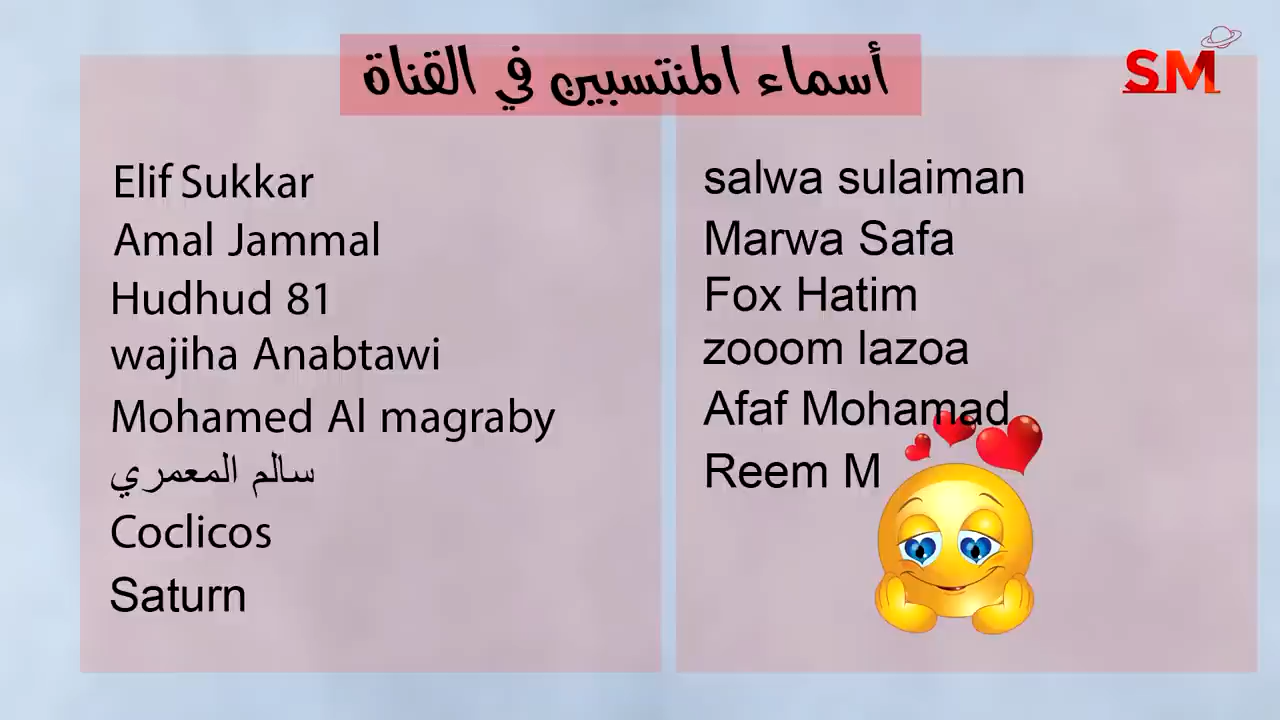 أسماء المنتسبين في القناة
SM
Elif Sukkar
Amal Jammal
Hudhud 81
wajiha Anabtawi
Mohamed Al magraby
سالم المعمري
Coclicos
Saturn
salwa sulaiman
Marwa Safa
Fox Hatim
zooom lazoa
Afaf Mohamad
Reem M